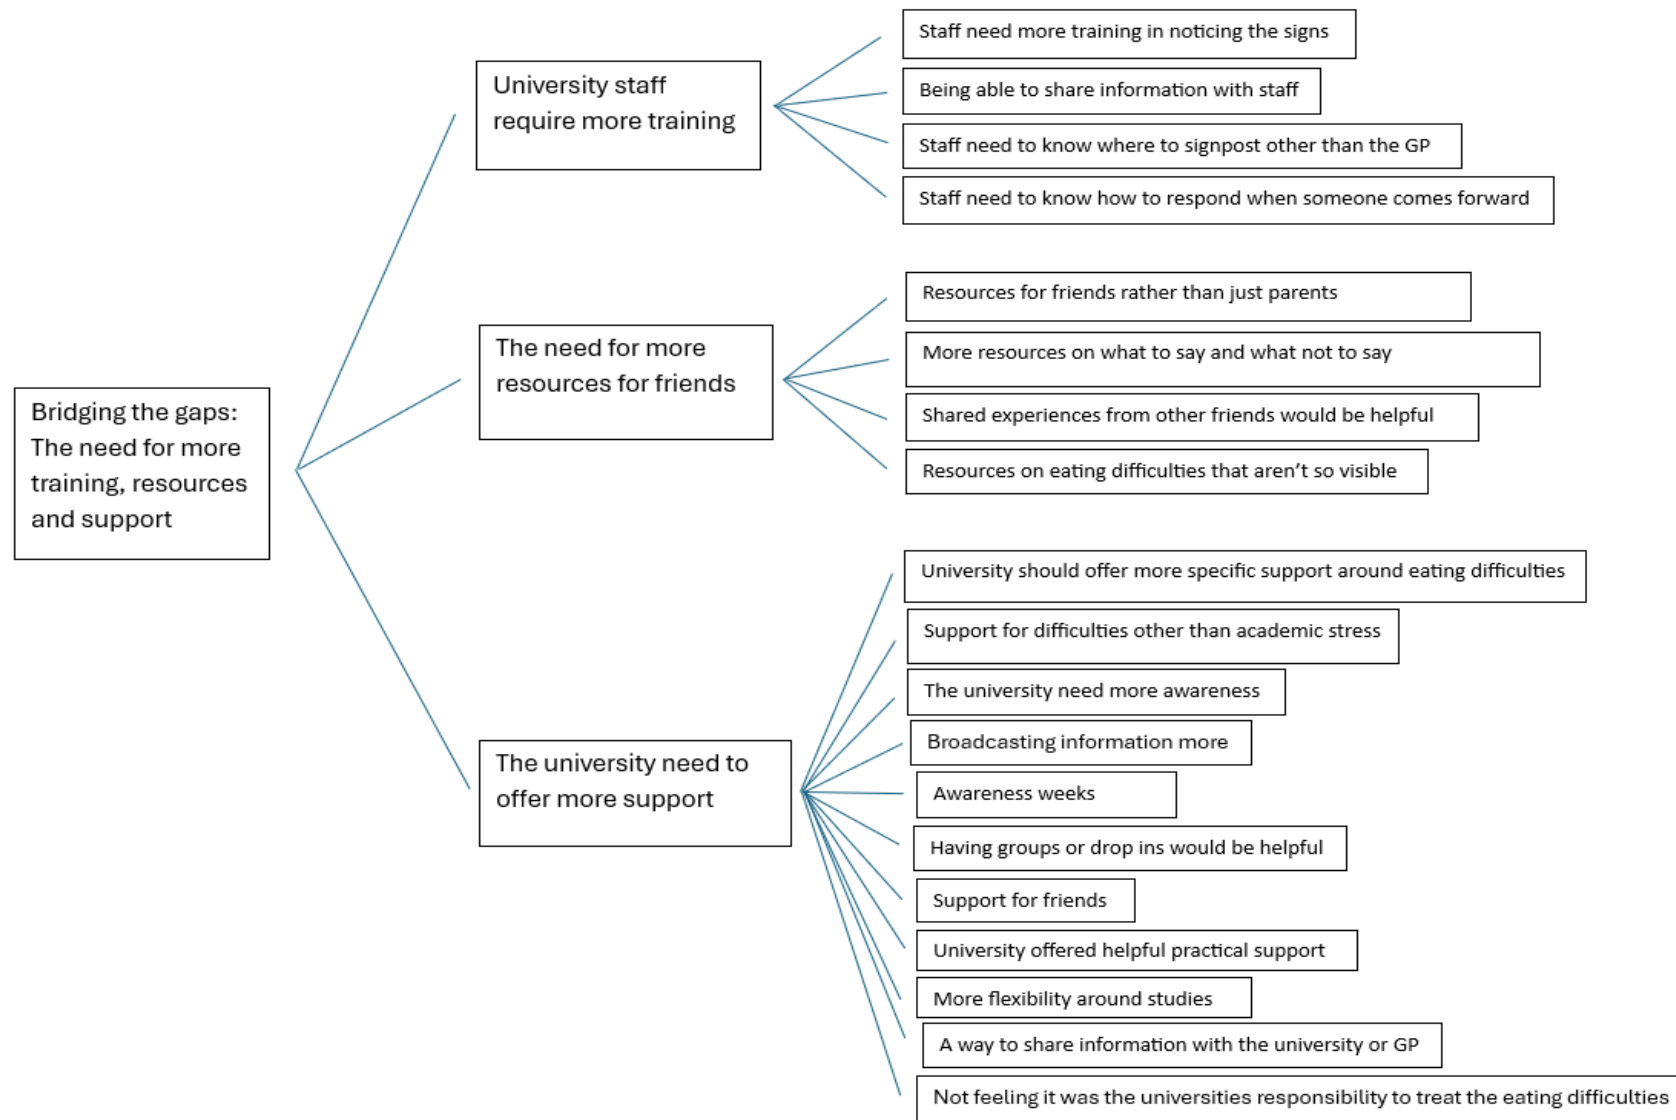 Bridging the gaps:
The need for more
training, resources
and support
University staff
require more training
Staff need more training in noticing the signs
Being able to share information with staff
Staff need to know where to signpost other than the GP
Staff need to know how to respond when someone comes forward
The need for more
resources for friends
Resources for friends rather than just parents
More resources on what to say and what not to say
Shared experiences from other friends would be helpful
Resources on eating difficulties that aren’t so visible
The university need to
offer more support
University should offer more specific support around eating difficulties
Support for difficulties other than academic stress
The university need more awareness
Broadcasting information more
Awareness weeks
Having groups or drop ins would be helpful
Support for friends
University offered helpful practical support
More flexibility around studies
A way to share information with the university or GP
Not feeling it was the universities responsibility to treat the eating difficulties